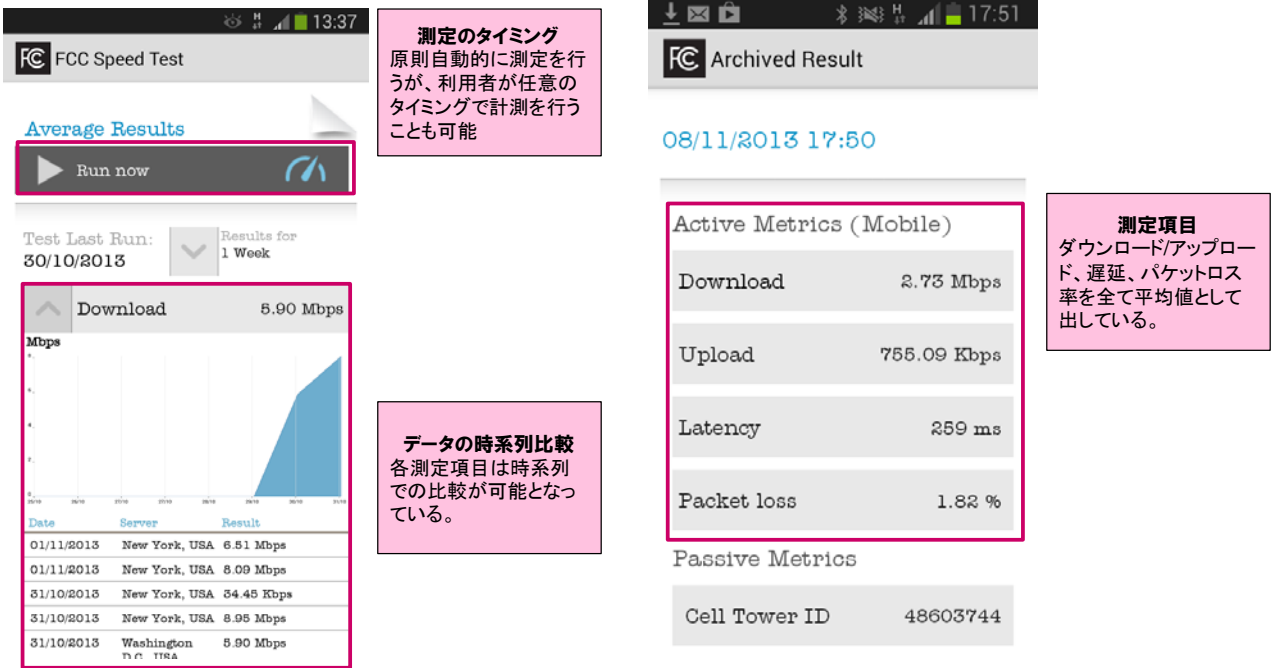 13:37
FCC FCC Speed Test
Average Results
Run now
Test Last Run:
30/10/2013
Results for
1 Week
Download 5.90 Mbps
Mbps
Date Server Result
01/11/2013 New York, USA 6.51 Mbps
01/11/2013 New York, USA 8.09 Mbps
31/10/2013 New York, USA 34.45 Kbps
31/10/2013 New York, USA 8.95 Mbps
31/10/2013 Washington 5.90 Mbps
D.C., USA
測定のタイミング
原則自動的に測定を行
うが、利用者が任意の
タイミングで計測を行う
ことも可能
データの時系列比較
各測定項目は時系列
での比較が可能となっ
ている。
H 17:51
FCC Archived Result
08/11/2013 17:50
Active Metrics (Mobile)
Download 2.73 Mbps
Upload 755.09 Kbps
Latency 259 ms
Packet loss 1.82 %
Passive Metrics
Cell Tower ID 48603744
測定項目
ダウンロード/アップロー
ド、遅延、パケットロス
率を全て平均値として
出している。